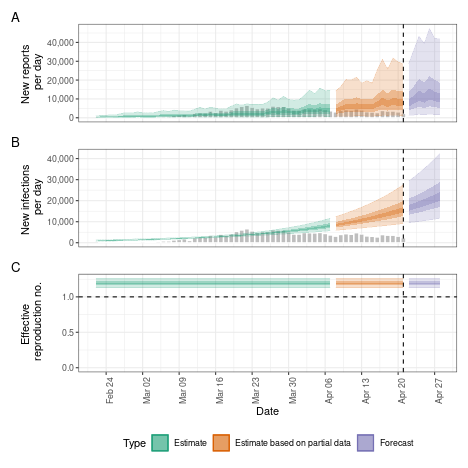 A
New reports
per day
40,000
30,000
20,000
10,000
0
B
New infections
per day
40,000
30,000
20,000
10,000
0
C
Effective
reproduction no.
1.0
0.5
0.0
Feb 24
Mar 02
Mar 09
Mar 16
Mar 23
Mar 30
Apr 06
Apr 13
Apr 20
Apr 27
Date
Type Estimate Estimate based on partial data Forecast